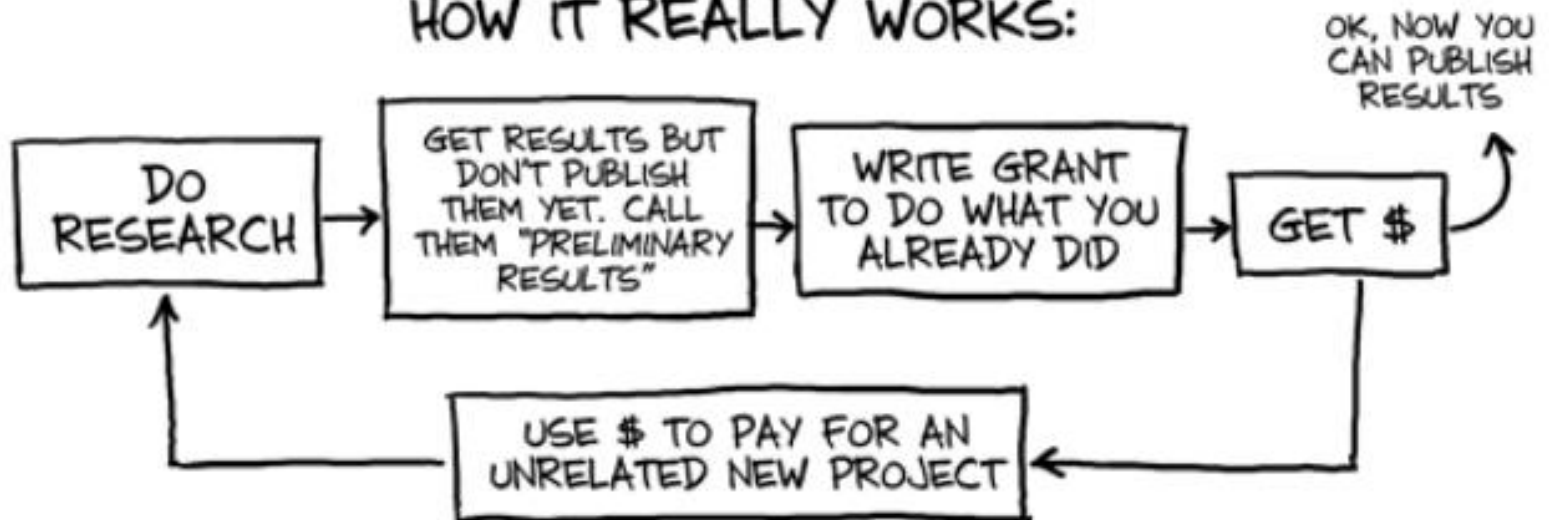 HOW IT REALLY WORKS:
OK, NOW YOU
CAN PUBLISH
RESULTS
DO
RESEARCH
GET RESULTS BUT
DON'T PUBLISH
THEM YET. CALL
THEM "PRELIMINARY
RESULTS"
WRITE GRANT
TO DO WHAT YOU
ALREADY DID
GET $
USE $ TO PAY FOR AN
UNRELATED NEW PROJECT